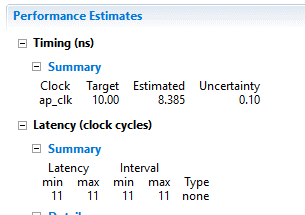 Performance Estimates
Timing (ns)
Summary
Clock Target Estimated Uncertainty
ap_clk 10.00 8.385 0.10
Latency (clock cycles)
Summary
Latency Interval
min max min max Type
11 11 11 11 none